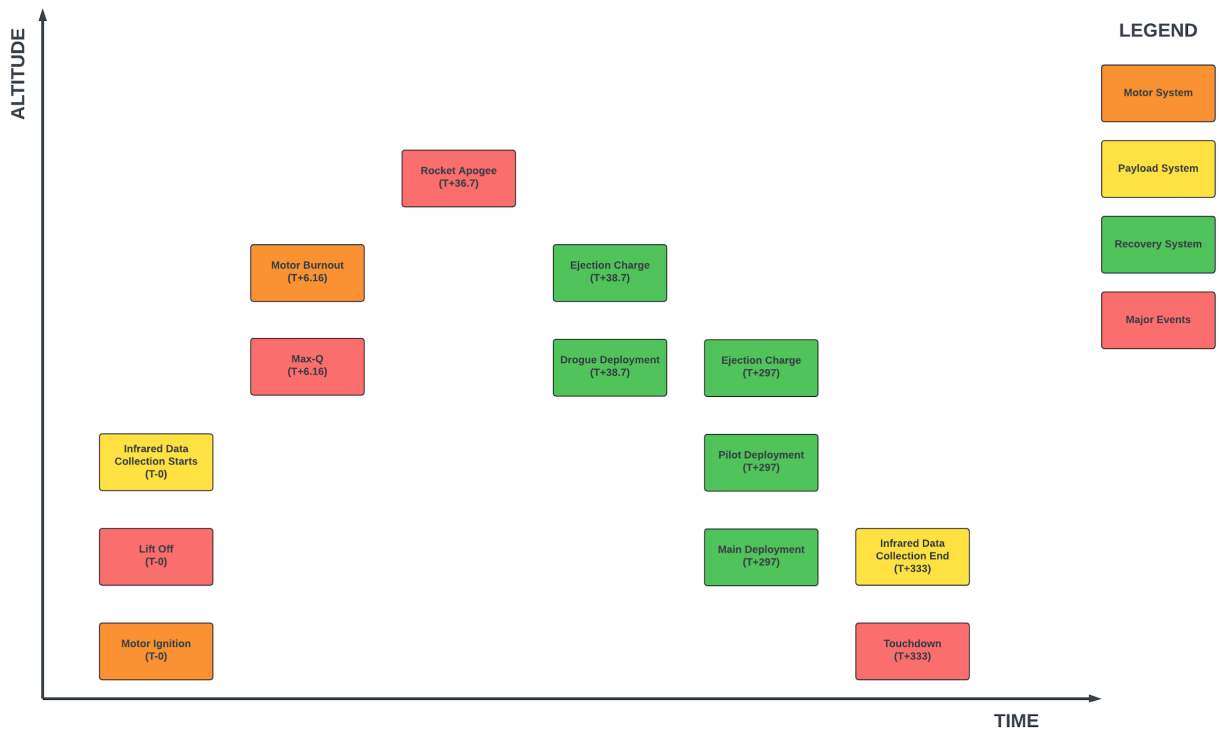 ALTITUDE
LEGEND
Motor System
Payload System
Recovery System
Major Events
Rocket Apogee
(T+36.7)
Motor Burnout
(T+6.16)
Ejection Charge
(T+38.7)
Max-Q
(T+6.16)
Drogue Deployment
(T+38.7)
Ejection Charge
(T+297)
Infrared Data
Collection Starts
(T-0)
Pilot Deployment
(T+297)
Lift Off
(T-0)
Main Deployment
(T+297)
Infrared Data
Collection End
(T+333)
Motor Ignition
(T-0)
Touchdown
(T+333)
TIME